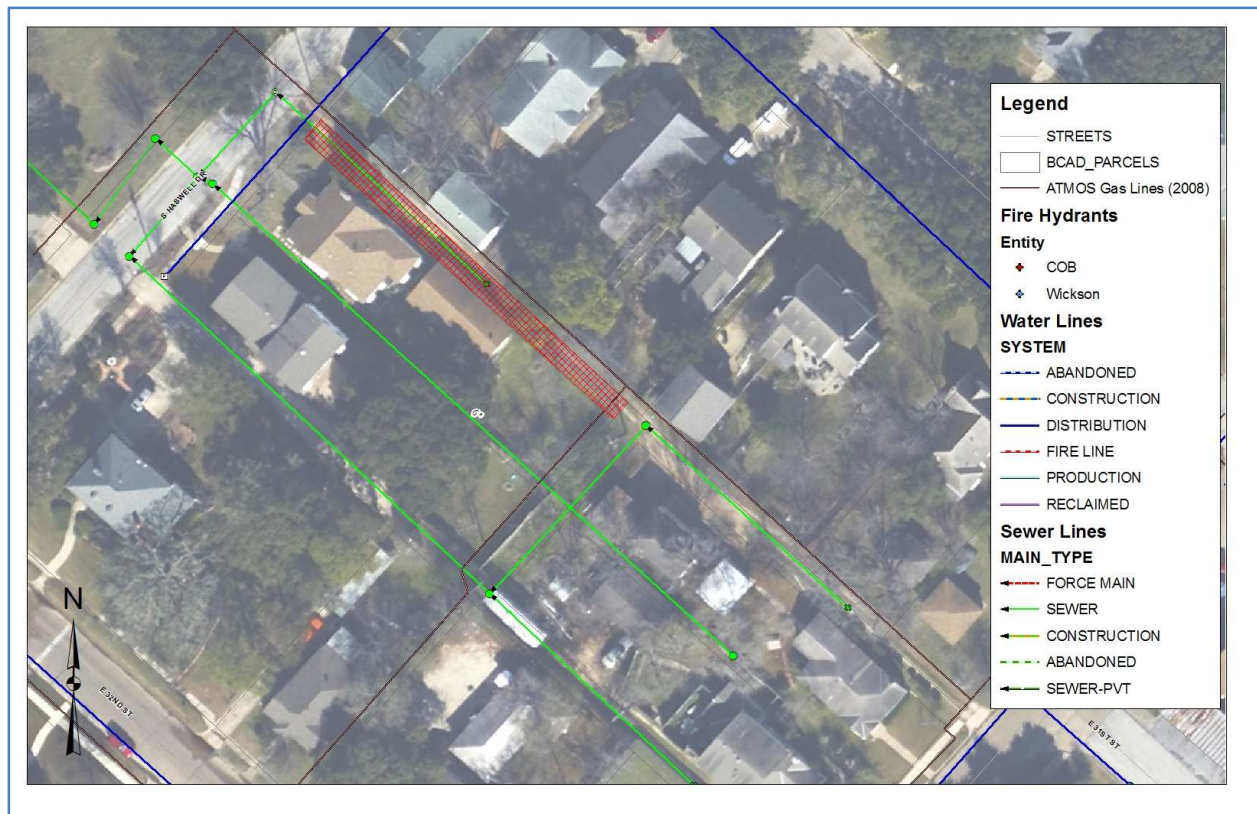 S HASWELL DR
6"
N
E 32ND ST
E 31ST ST
Legend
STREETS
BCAD_PARCELS
ATMOS Gas Lines (2008)
Fire Hydrants
Entity
COB
Wickson
Water Lines
SYSTEM
ABANDONED
CONSTRUCTION
DISTRIBUTION
FIRE LINE
PRODUCTION
RECLAIMED
Sewer Lines
MAIN_TYPE
FORCE MAIN
SEWER
CONSTRUCTION
ABANDONED
SEWER-PVT